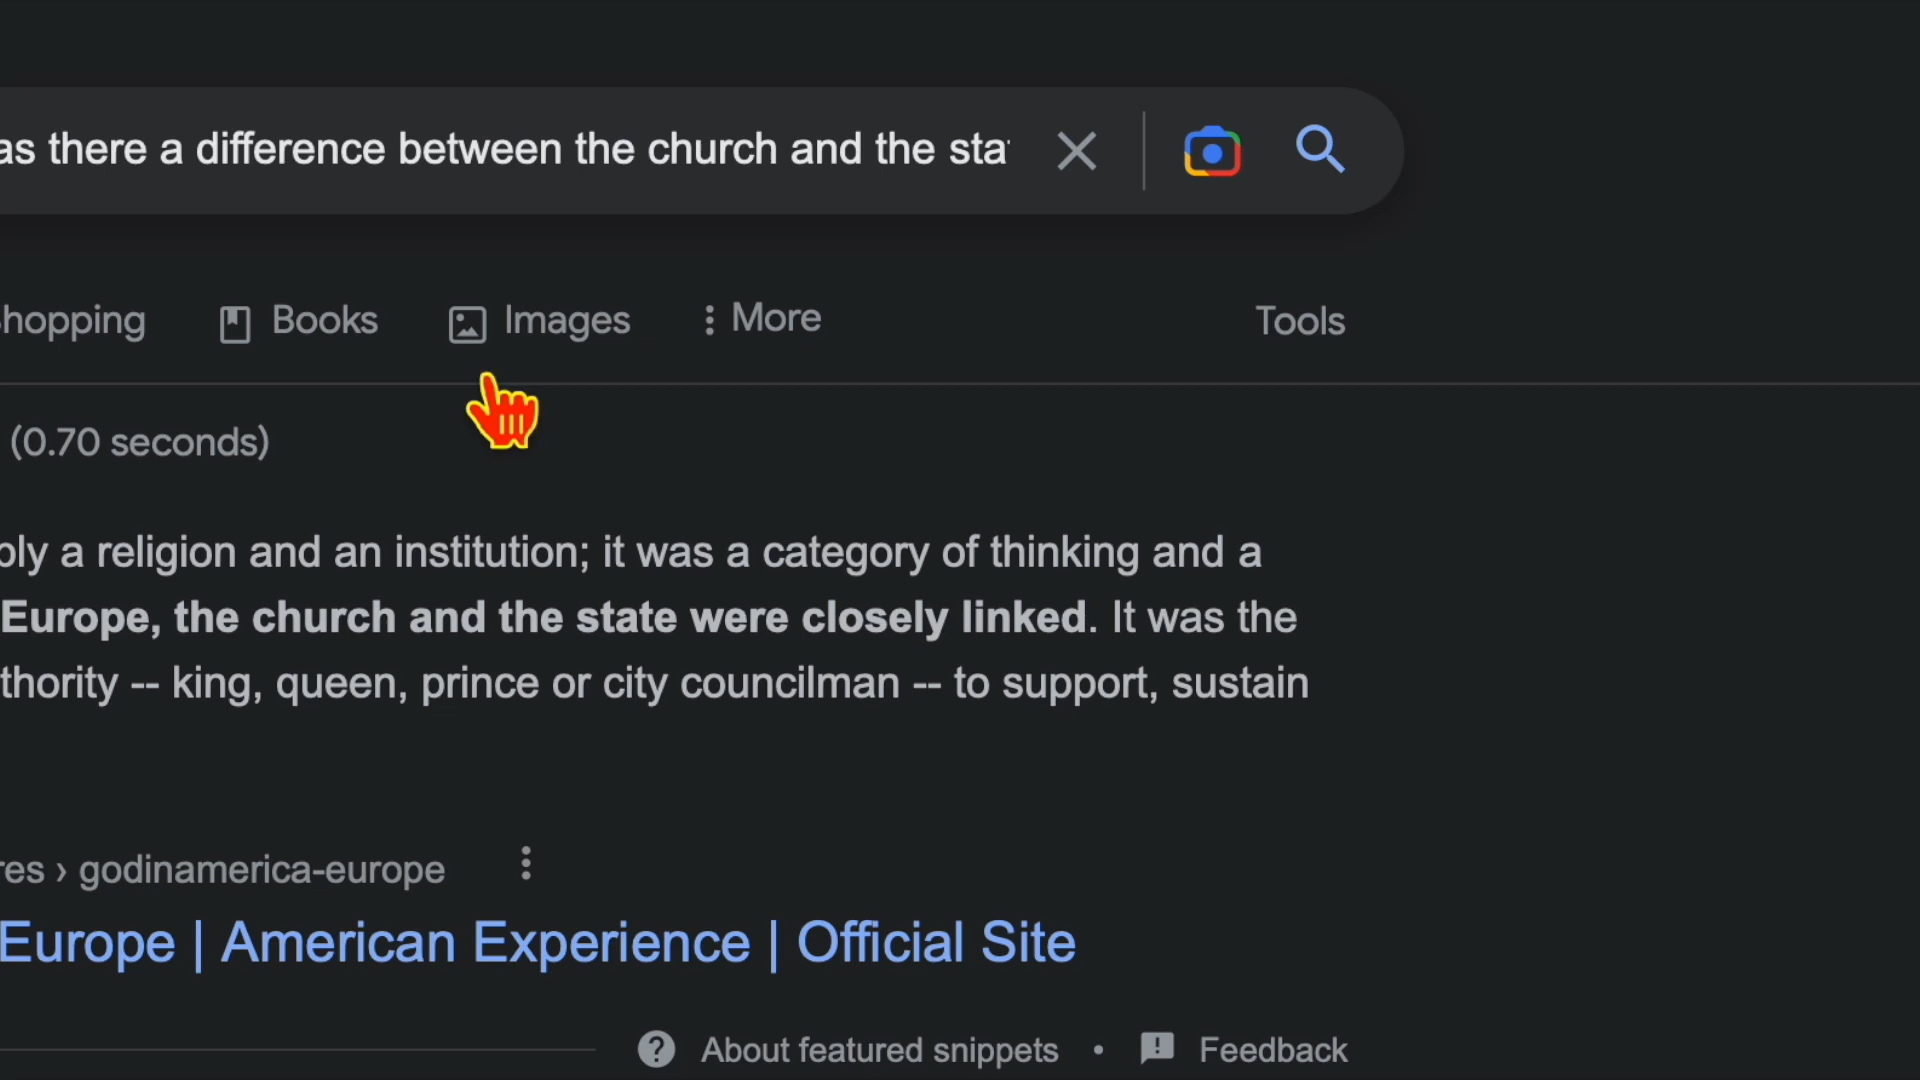 as there a difference between the church and the sta
hopping Books Images More Tools
(0.70 seconds)
ply a religion and an institution; it was a category of thinking and a
Europe, the church and the state were closely linked. It was the
thority -- king, queen, prince or city councilman -- to support, sustain
res › godinamerica-europe
Europe | American Experience | Official Site
About featured snippets • Feedback